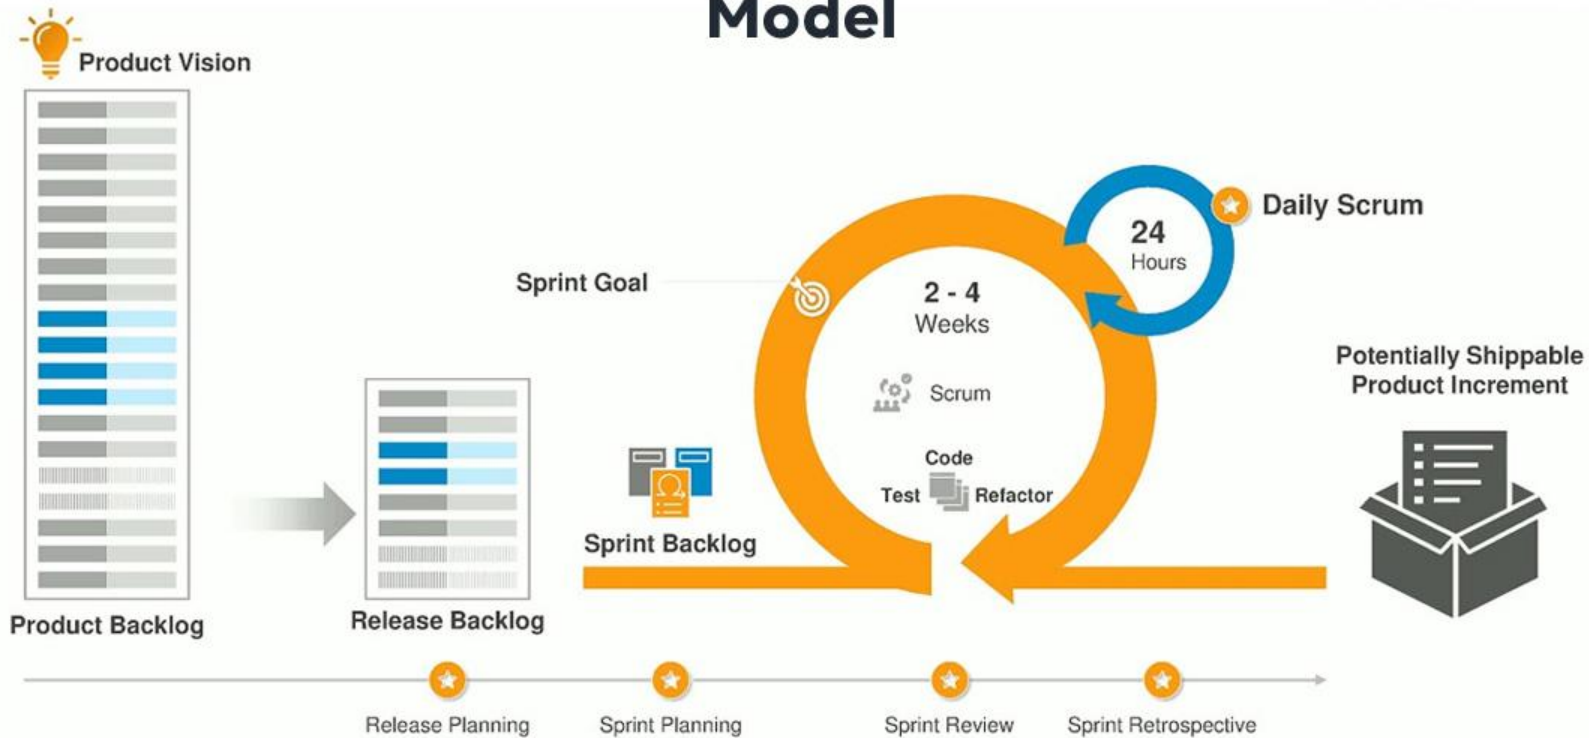 Model
Product Vision
Product Backlog
Release Backlog
Sprint Backlog
Sprint Goal
2 - 4
Weeks
Scrum
Code
Test
Refactor
24
Hours
Daily Scrum
Potentially Shippable
Product Increment
Release Planning
Sprint Planning
Sprint Review
Sprint Retrospective